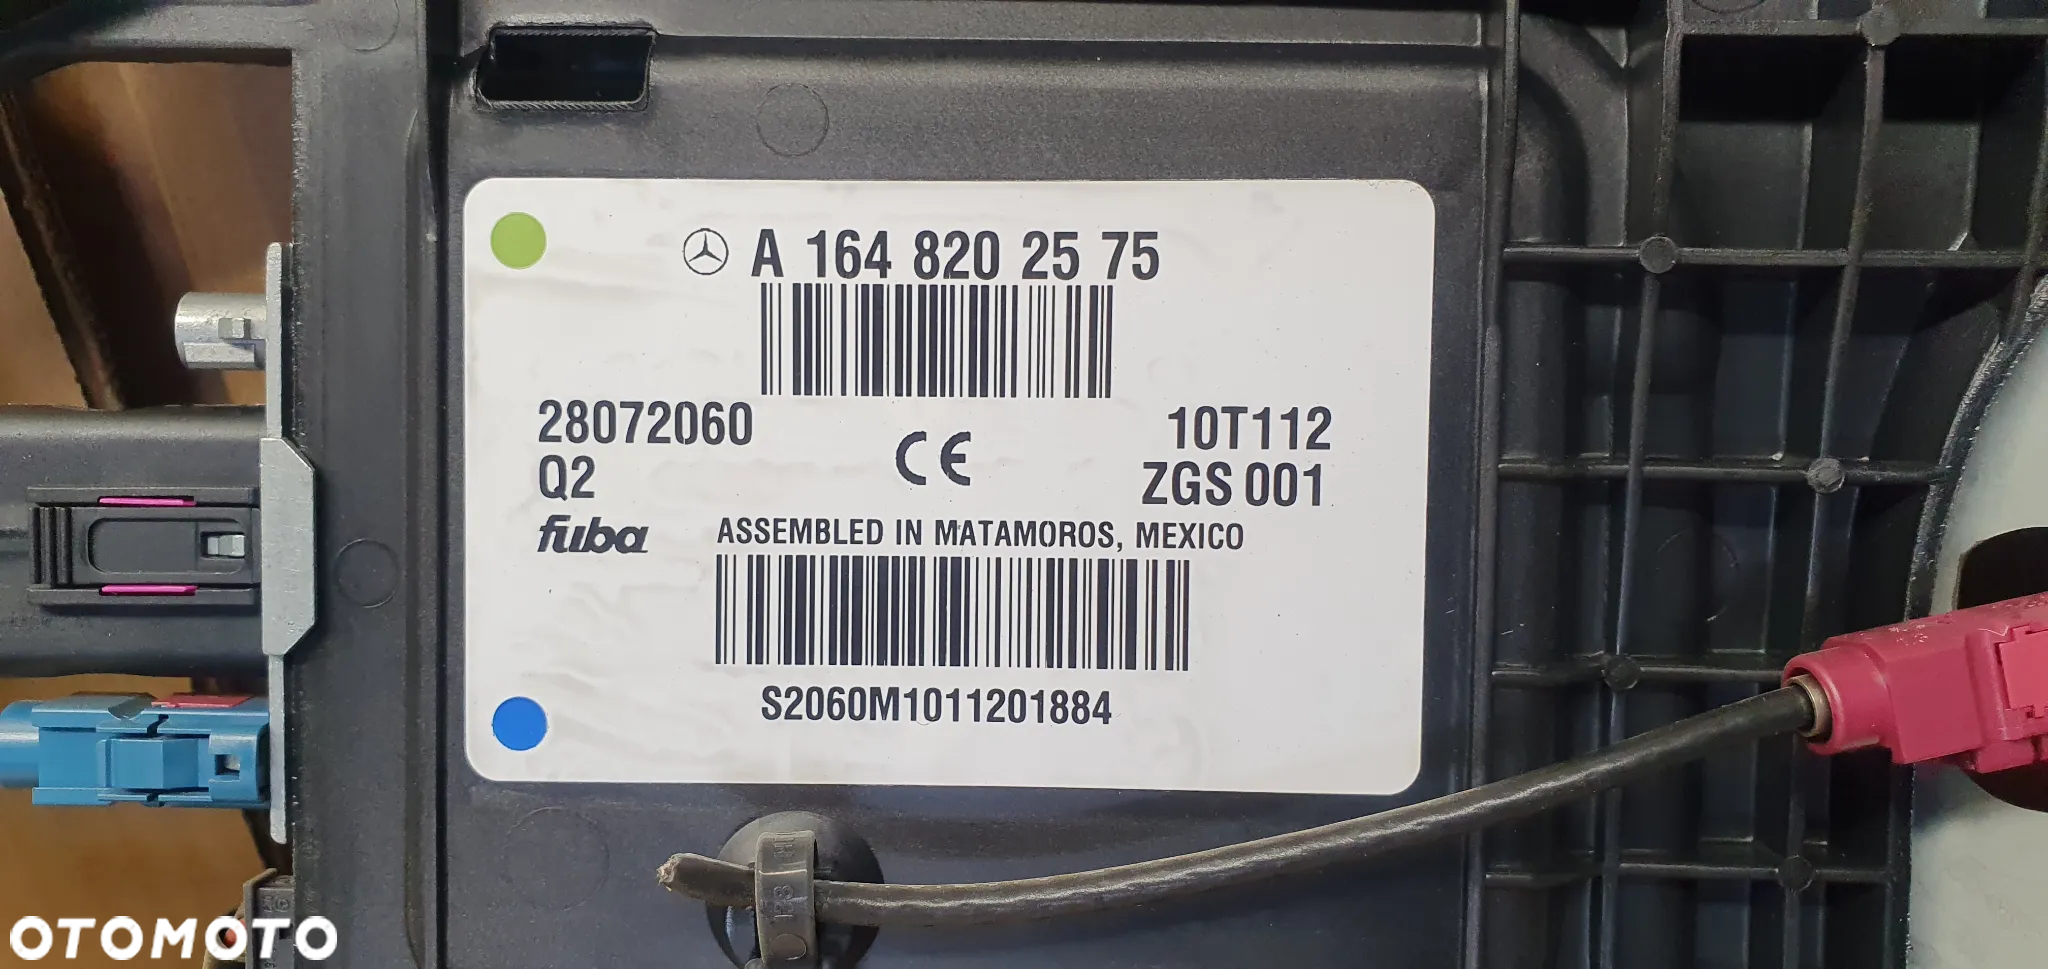 A 164 820 25 75
28072060
10T112
Q2
CE
ZGS 001
fuba
ASSEMBLED IN MATAMOROS, MEXICO
S2060M1011201884
OTOMOTO